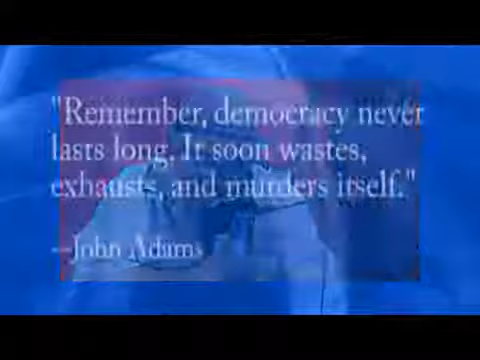 "Remember, democracy never
lasts long. It soon wastes,
exhausts, and murders itself."
--John Adams